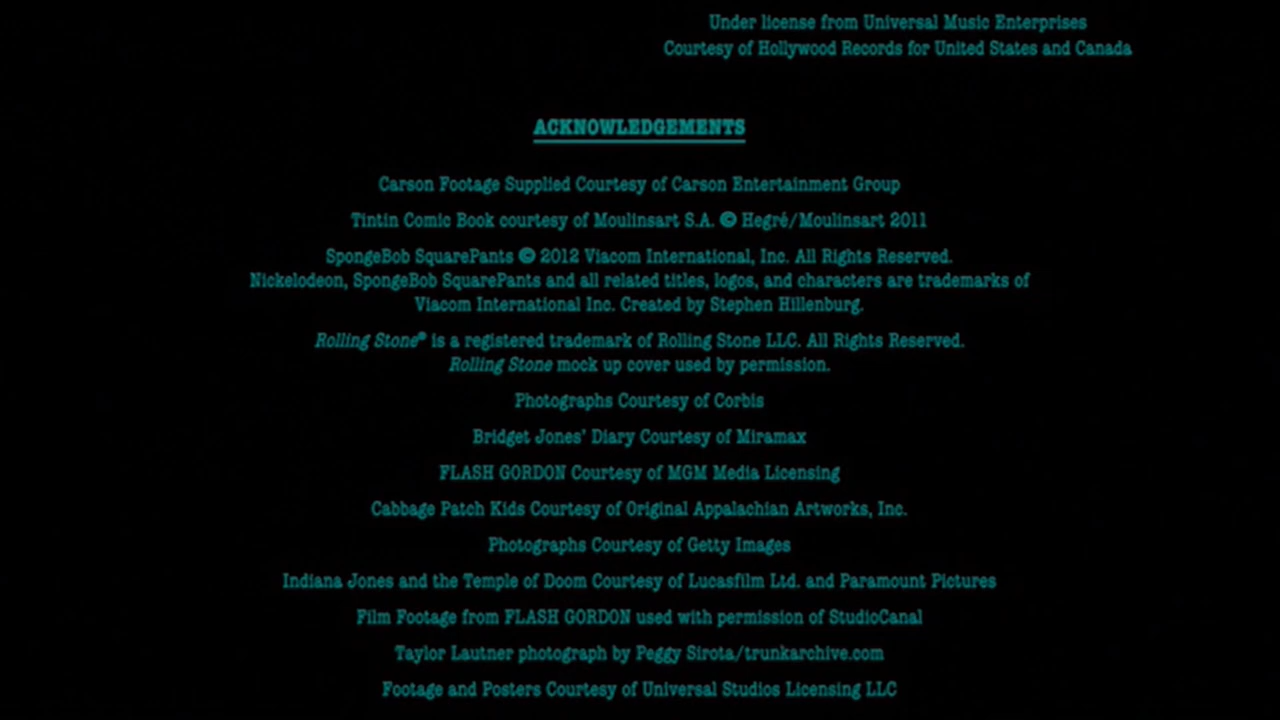 Under license from Universal Music Enterprises
Courtesy of Hollywood Records for United States and Canada
ACKNOWLEDGEMENTS
Carson Footage Supplied Courtesy of Carson Entertainment Group
Tintin Comic Book courtesy of Moulinsart S.A. © Hegré/Moulinsart 2011
SpongeBob SquarePants © 2012 Viacom International, Inc. All Rights Reserved.
Nickelodeon, SpongeBob SquarePants and all related titles, logos, and characters are trademarks of
Viacom International Inc. Created by Stephen Hillenburg.
Rolling Stone® is a registered trademark of Rolling Stone LLC. All Rights Reserved.
Rolling Stone mock up cover used by permission.
Photographs Courtesy of Corbis
Bridget Jones' Diary Courtesy of Miramax
FLASH GORDON Courtesy of MGM Media Licensing
Cabbage Patch Kids Courtesy of Original Appalachian Artworks, Inc.
Photographs Courtesy of Getty Images
Indiana Jones and the Temple of Doom Courtesy of Lucasfilm Ltd. and Paramount Pictures
Film Footage from FLASH GORDON used with permission of StudioCanal
Taylor Lautner photograph by Peggy Sirota/trunkarchive.com
Footage and Posters Courtesy of Universal Studios Licensing LLC